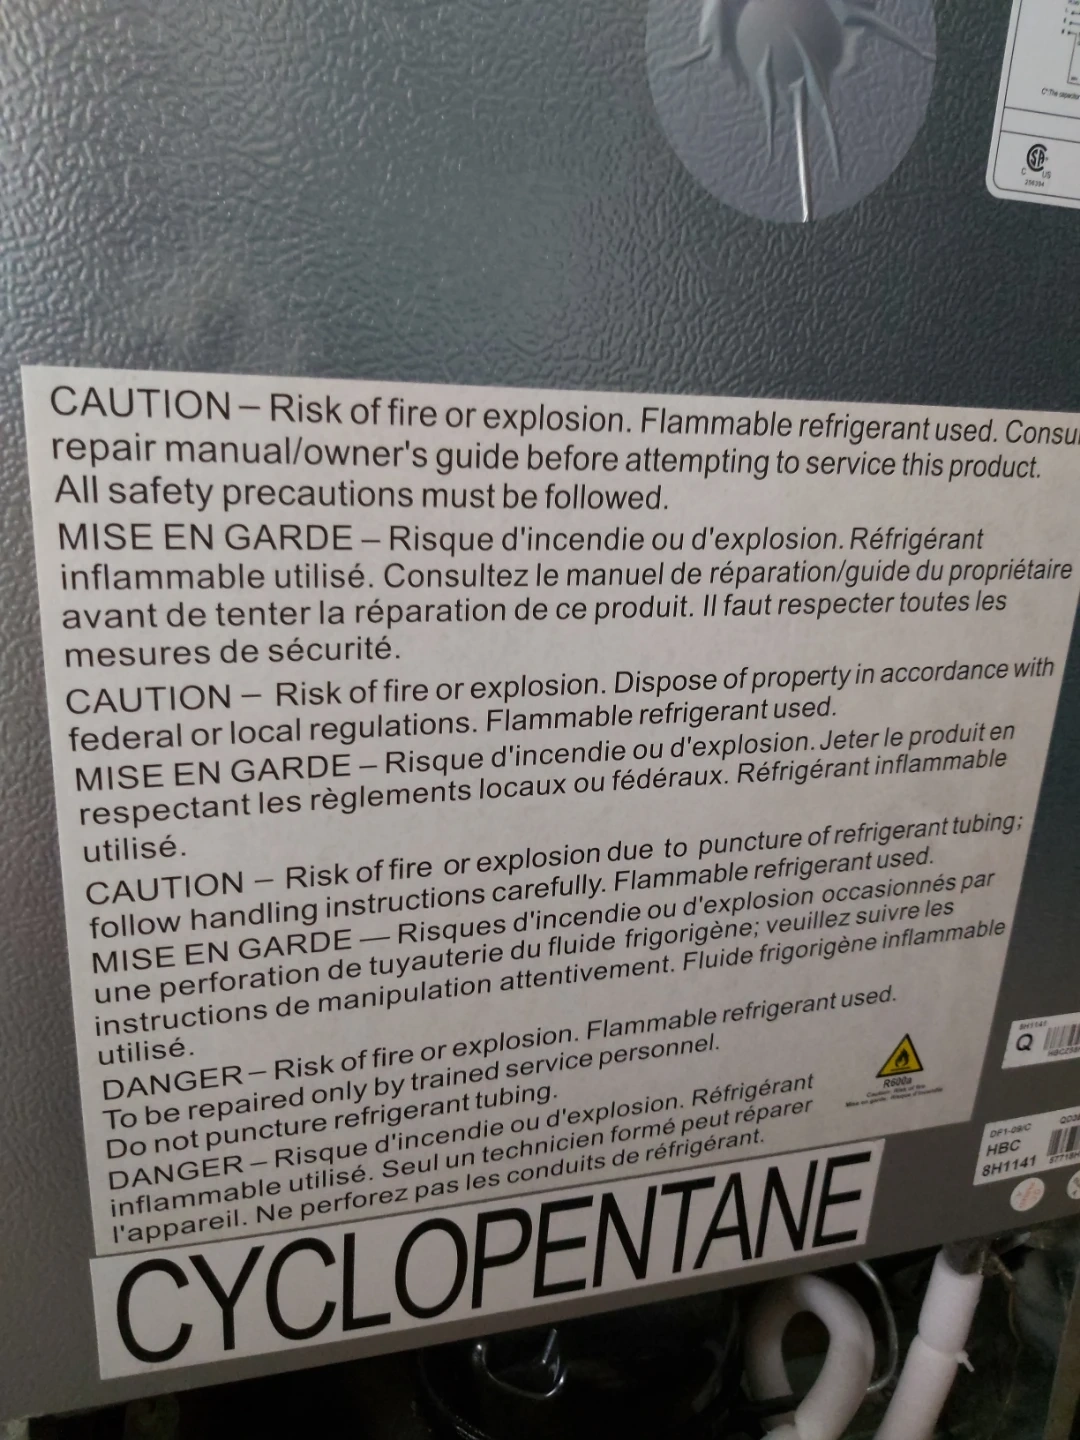 CAUTION – Risk of fire or explosion. Flammable refrigerant used.
repair manual/owner's guide before attempting to service this product.
All safety precautions must be followed.
MISE EN GARDE – Risque d'incendie ou d'explosion. Réfrigérant
inflammable utilisé. Consultez le manuel de réparation/guide du propriétaire
avant de tenter la réparation de ce produit. Il faut respecter toutes les
mesures de sécurité.
CAUTION – Risk of fire or explosion. Dispose of property in accordance with
federal or local regulations. Flammable refrigerant used.
MISE EN GARDE – Risque d'incendie ou d'explosion. Jeter le produit en
respectant les règlements locaux ou fédéraux. Réfrigérant inflammable
utilisé.
CAUTION – Risk of fire or explosion due to puncture of refrigerant tubing;
follow handling instructions carefully. Flammable refrigerant used.
MISE EN GARDE — Risques d'incendie ou d'explosion occasionnés par
une perforation de tuyauterie du fluide frigorigène; veuillez suivre les
instructions de manipulation attentivement. Fluide frigorigène inflammable
utilisé.
DANGER – Risk of fire or explosion. Flammable refrigerant used.
To be repaired only by trained service personnel.
Do not puncture refrigerant tubing.
DANGER – Risque d'incendie ou d'explosion. Réfrigérant
inflammable utilisé. Seul un technicien formé peut réparer
l'appareil. Ne perforez pas les conduits de réfrigérant.
R600a
CYCLOPENTANE
C US
8H1141
Q
DF1-09/C
HBC
8H1141